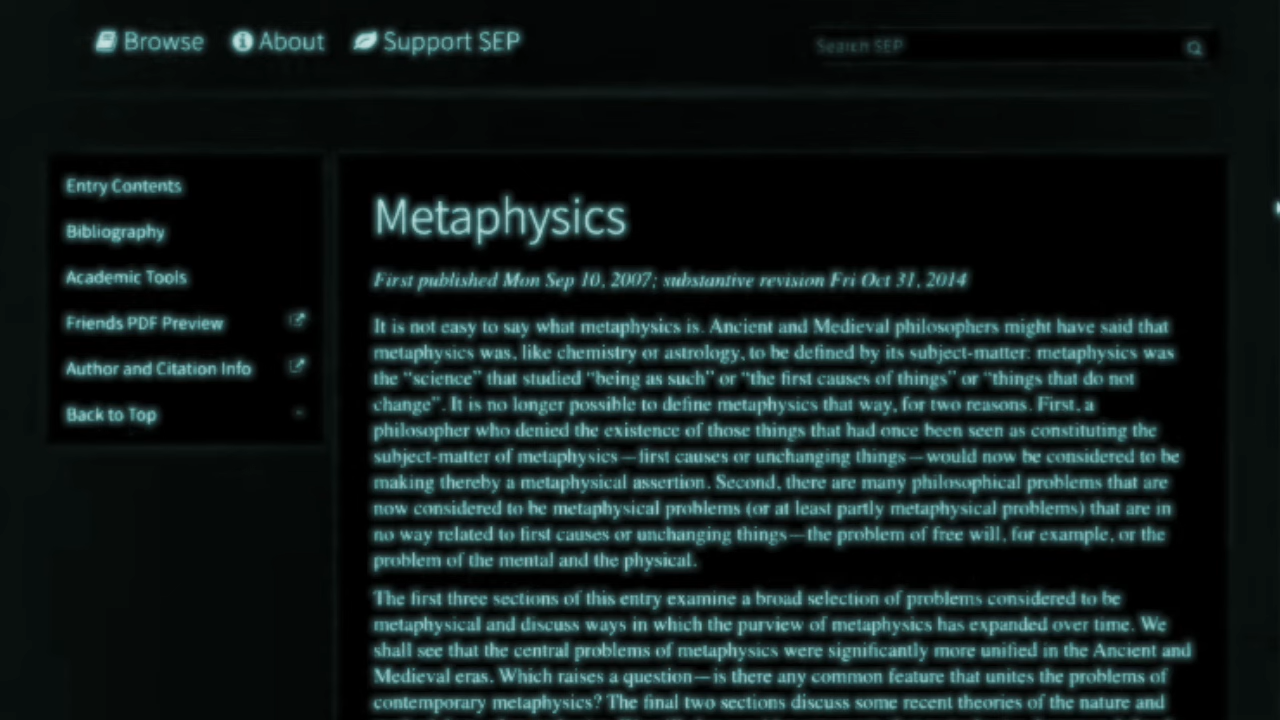 Browse About Support SEP
Search SEP
Entry Contents
Bibliography
Academic Tools
Friends PDF Preview
Author and Citation Info
Back to Top
Metaphysics
First published Mon Sep 10, 2007; substantive revision Fri Oct 31, 2014
It is not easy to say what metaphysics is. Ancient and Medieval philosophers might have said that
metaphysics was, like chemistry or astrology, to be defined by its subject-matter: metaphysics was
the “science” that studied “being as such” or “the first causes of things” or “things that do not
change”. It is no longer possible to define metaphysics that way, for two reasons. First, a
philosopher who denied the existence of those things that had once been seen as constituting the
subject-matter of metaphysics—first causes or unchanging things—would now be considered to be
making thereby a metaphysical assertion. Second, there are many philosophical problems that are
now considered to be metaphysical problems (or at least partly metaphysical problems) that are in
no way related to first causes or unchanging things—the problem of free will, for example, or the
problem of the mental and the physical.
The first three sections of this entry examine a broad selection of problems considered to be
metaphysical and discuss ways in which the purview of metaphysics has expanded over time. We
shall see that the central problems of metaphysics were significantly more unified in the Ancient and
Medieval eras. Which raises a question—is there any common feature that unites the problems of
contemporary metaphysics? The final two sections discuss some recent theories of the nature and